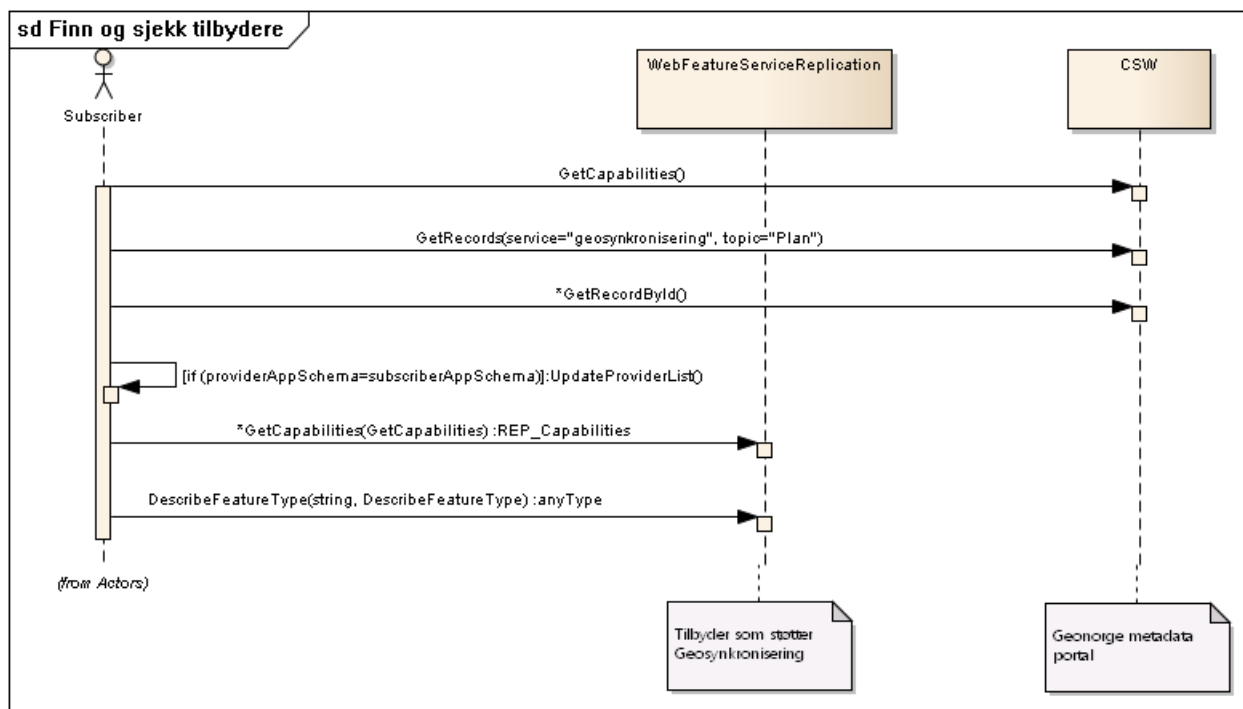 sd Finn og sjekk tilbydere
Subscriber
WebFeatureServiceReplication
CSW
GetCapabilities()
GetRecords(service="geosynkronisering", topic="Plan")
*GetRecordById()
[if (providerAppSchema=subscriberAppSchema)]:UpdateProviderList()
*GetCapabilities(GetCapabilities) :REP_Capabilities
DescribeFeatureType(string, DescribeFeatureType) :anyType
(from Actors)
Tilbyder som støtter
Geosynkronisering
Geonorge metadata
portal